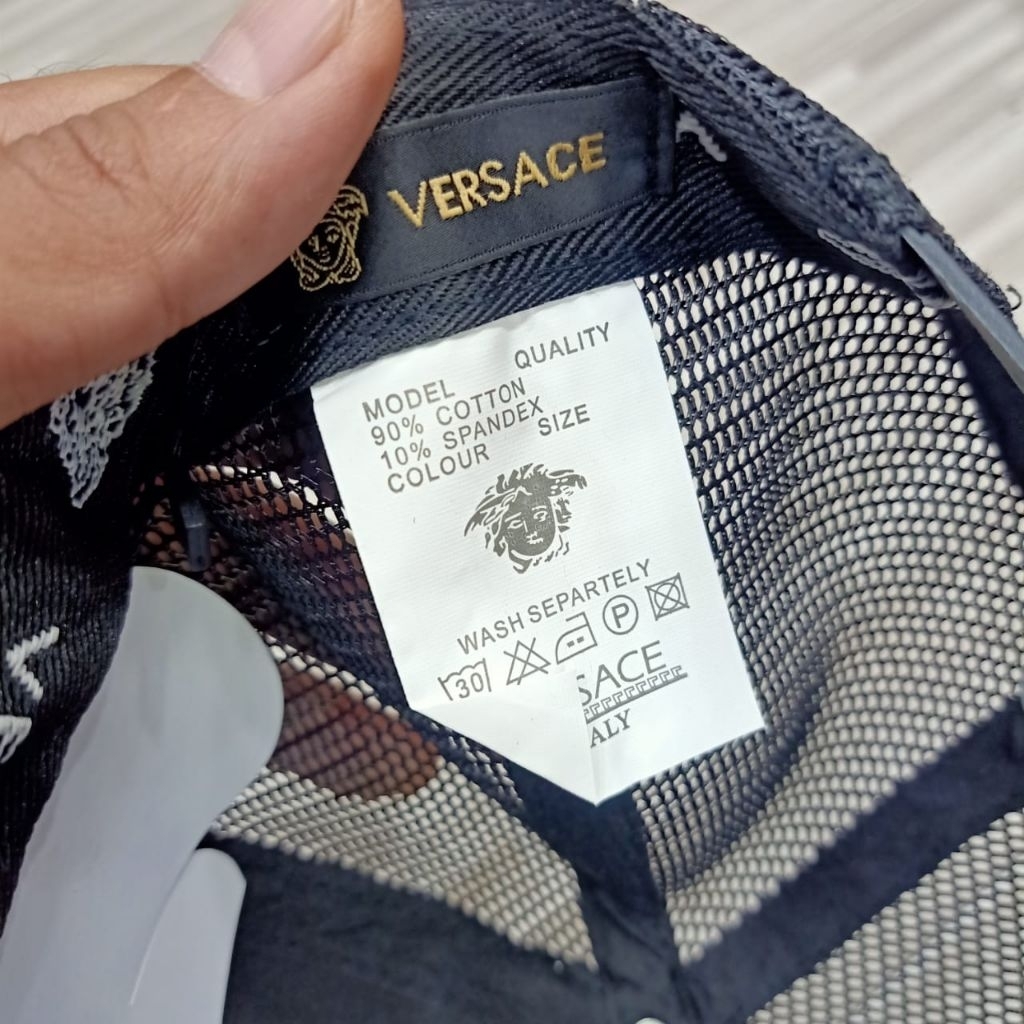 VERSACE
QUALITY
MODEL
90% COTTON
10% SPANDEX
SIZE
COLOUR
WASH SEPARTELY
30 P
SACE
ALY